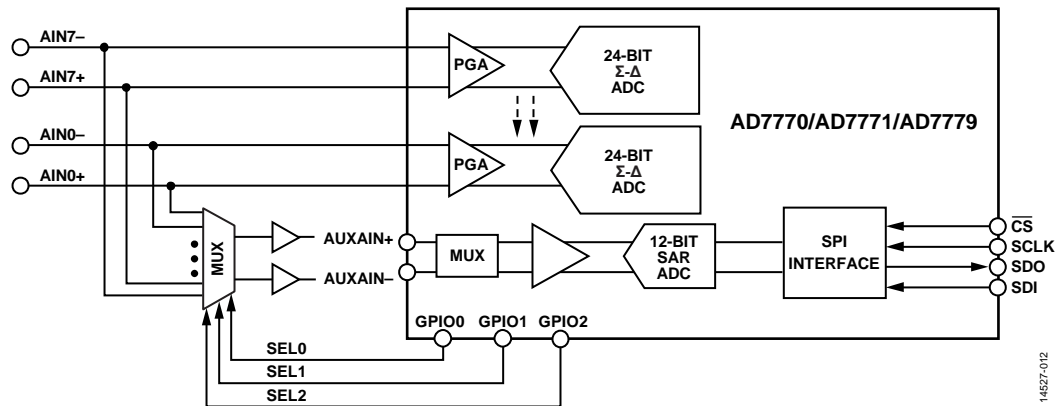 AIN7–
AIN7+
AIN0–
AIN0+
PGA
24-BIT
Σ-Δ
ADC
AD7770/AD7771/AD7779
PGA
24-BIT
Σ-Δ
ADC
MUX
AUXAIN+
AUXAIN–
MUX
12-BIT
SAR
ADC
SPI
INTERFACE
CS
SCLK
SDO
SDI
GPIO0 GPIO1 GPIO2
SEL0
SEL1
SEL2
14527-012